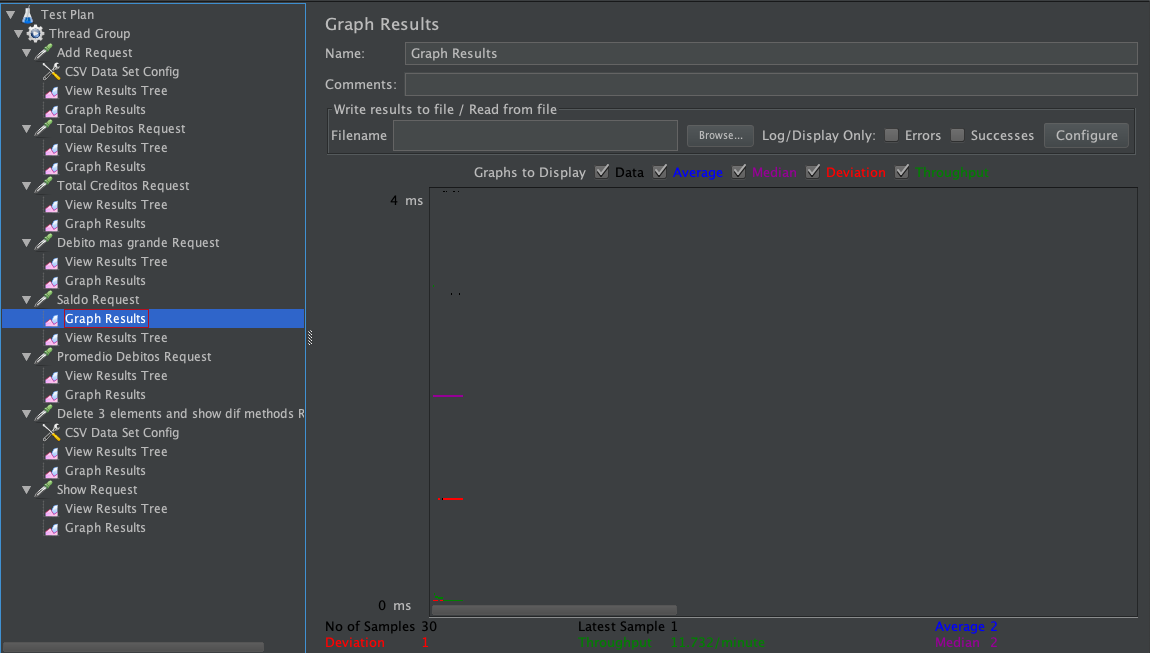 Test Plan
Thread Group
Add Request
CSV Data Set Config
View Results Tree
Graph Results
Total Debitos Request
View Results Tree
Graph Results
Total Creditos Request
View Results Tree
Graph Results
Debito mas grande Request
View Results Tree
Graph Results
Saldo Request
Graph Results
View Results Tree
Promedio Debitos Request
View Results Tree
Graph Results
Delete 3 elements and show dif methods R
CSV Data Set Config
View Results Tree
Graph Results
Show Request
View Results Tree
Graph Results
Graph Results
Name: Graph Results
Comments:
Write results to file / Read from file
Filename Browse... Log/Display Only: Errors Successes Configure
Graphs to Display Data Average Median Deviation Throughput
4 ms
0 ms
No of Samples 30 Latest Sample 1 Average 2
Deviation 1 Throughput 11.732/minute Median 2